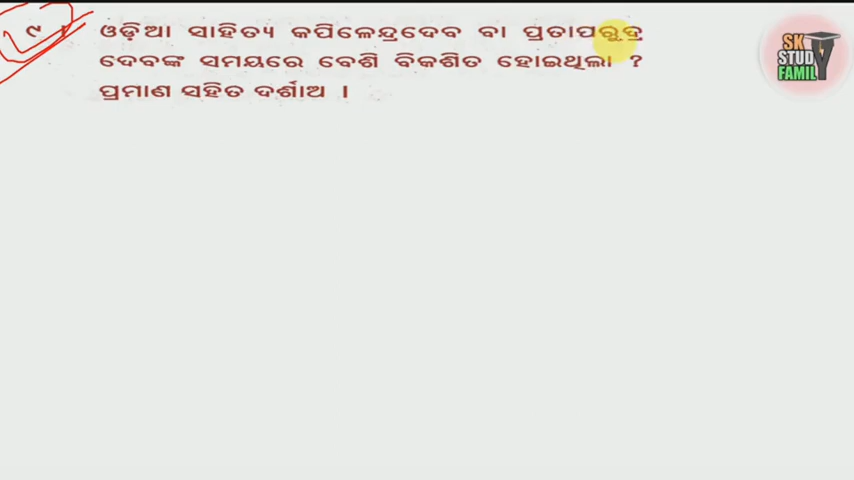 ୯ । ଓଡ଼ିଆ ସାହିତ୍ୟ କପିଳେନ୍ଦ୍ରଦେବ ବା ପ୍ରତାପରୁଦ୍ର
ଦେବଙ୍କ ସମୟରେ ବେଶି ବିକଶିତ ହୋଇଥିଲା ?
ପ୍ରମାଣ ସହିତ ଦର୍ଶାଅ ।
SK
STUDY
FAMILY